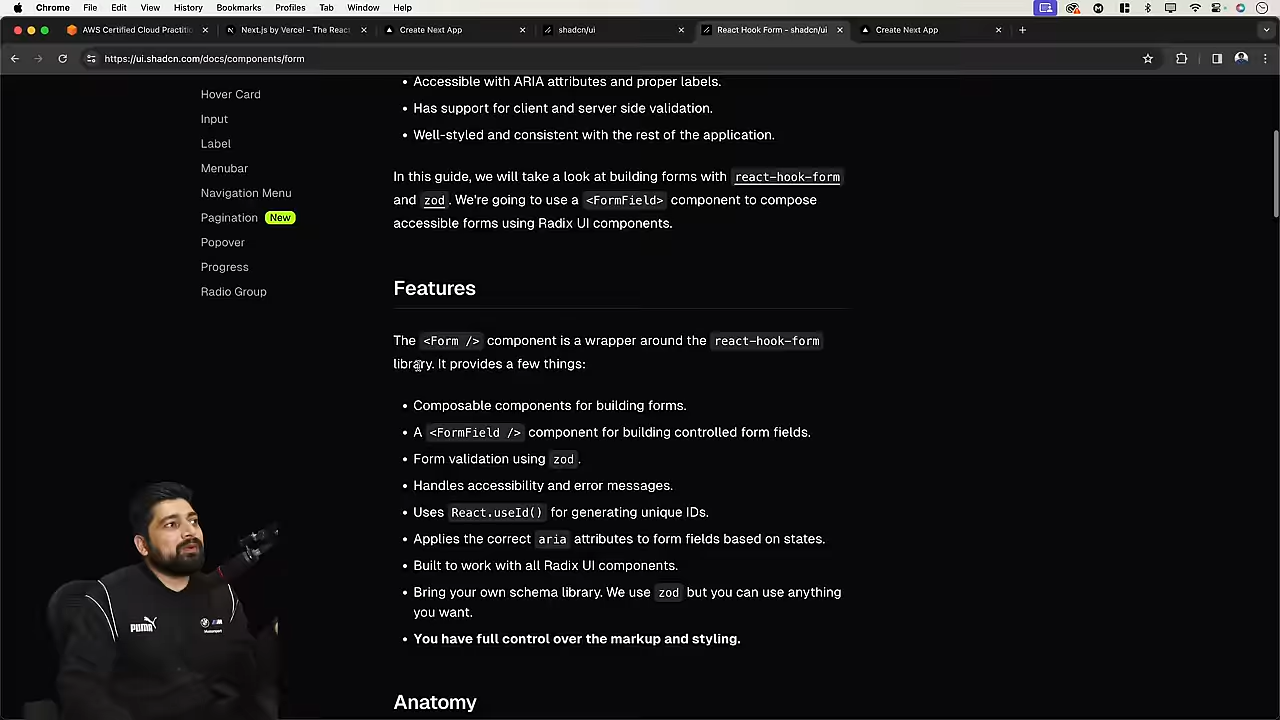 Chrome File Edit View History Bookmarks Profiles Tab Window Help
AWS Certified Cloud Practitio Next.js by Vercel - The React Create Next App shadcn/ui React Hook Form - shadcn/ui Create Next App
https://ui.shadcn.com/docs/components/form
Hover Card
Input
Label
Menubar
Navigation Menu
Pagination New
Popover
Progress
Radio Group
• Accessible with ARIA attributes and proper labels.
• Has support for client and server side validation.
• Well-styled and consistent with the rest of the application.
In this guide, we will take a look at building forms with react-hook-form
and zod. We're going to use a <FormField> component to compose
accessible forms using Radix UI components.
Features
The <Form /> component is a wrapper around the react-hook-form
library. It provides a few things:
• Composable components for building forms.
• A <FormField /> component for building controlled form fields.
• Form validation using zod.
• Handles accessibility and error messages.
• Uses React.useId() for generating unique IDs.
• Applies the correct aria attributes to form fields based on states.
• Built to work with all Radix UI components.
• Bring your own schema library. We use zod but you can use anything
you want.
• You have full control over the markup and styling.
Anatomy
PUMA